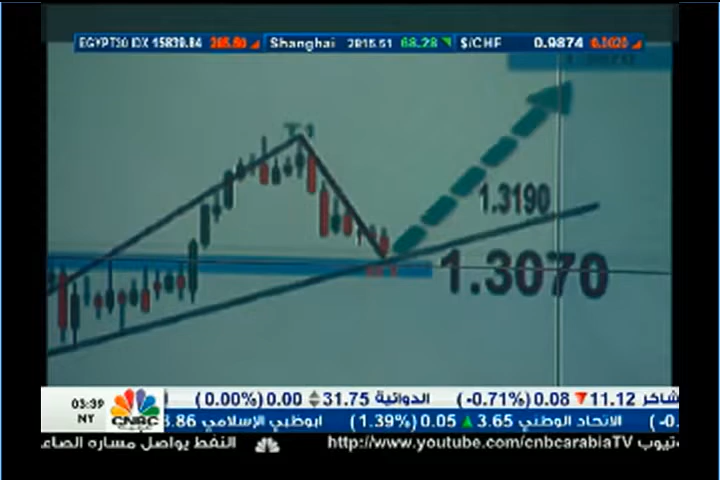 EGYPT30 IDX 15839.84 265.50 Shanghai 2815.51 68.28 $/CHF 0.9874 0.0020
1.3190
1.3070
شاكر 11.12 0.08 (-0.71%) الدوائية 31.75 0.00 (0.00%)
03:39
NY
CNBC
الاتحاد الوطني 3.65 0.05 (1.39%) ابوظبي الإسلامي 3.86
تيوب http://www.youtube.com/cnbcarabiaTV النفط يواصل مساره الصاعد